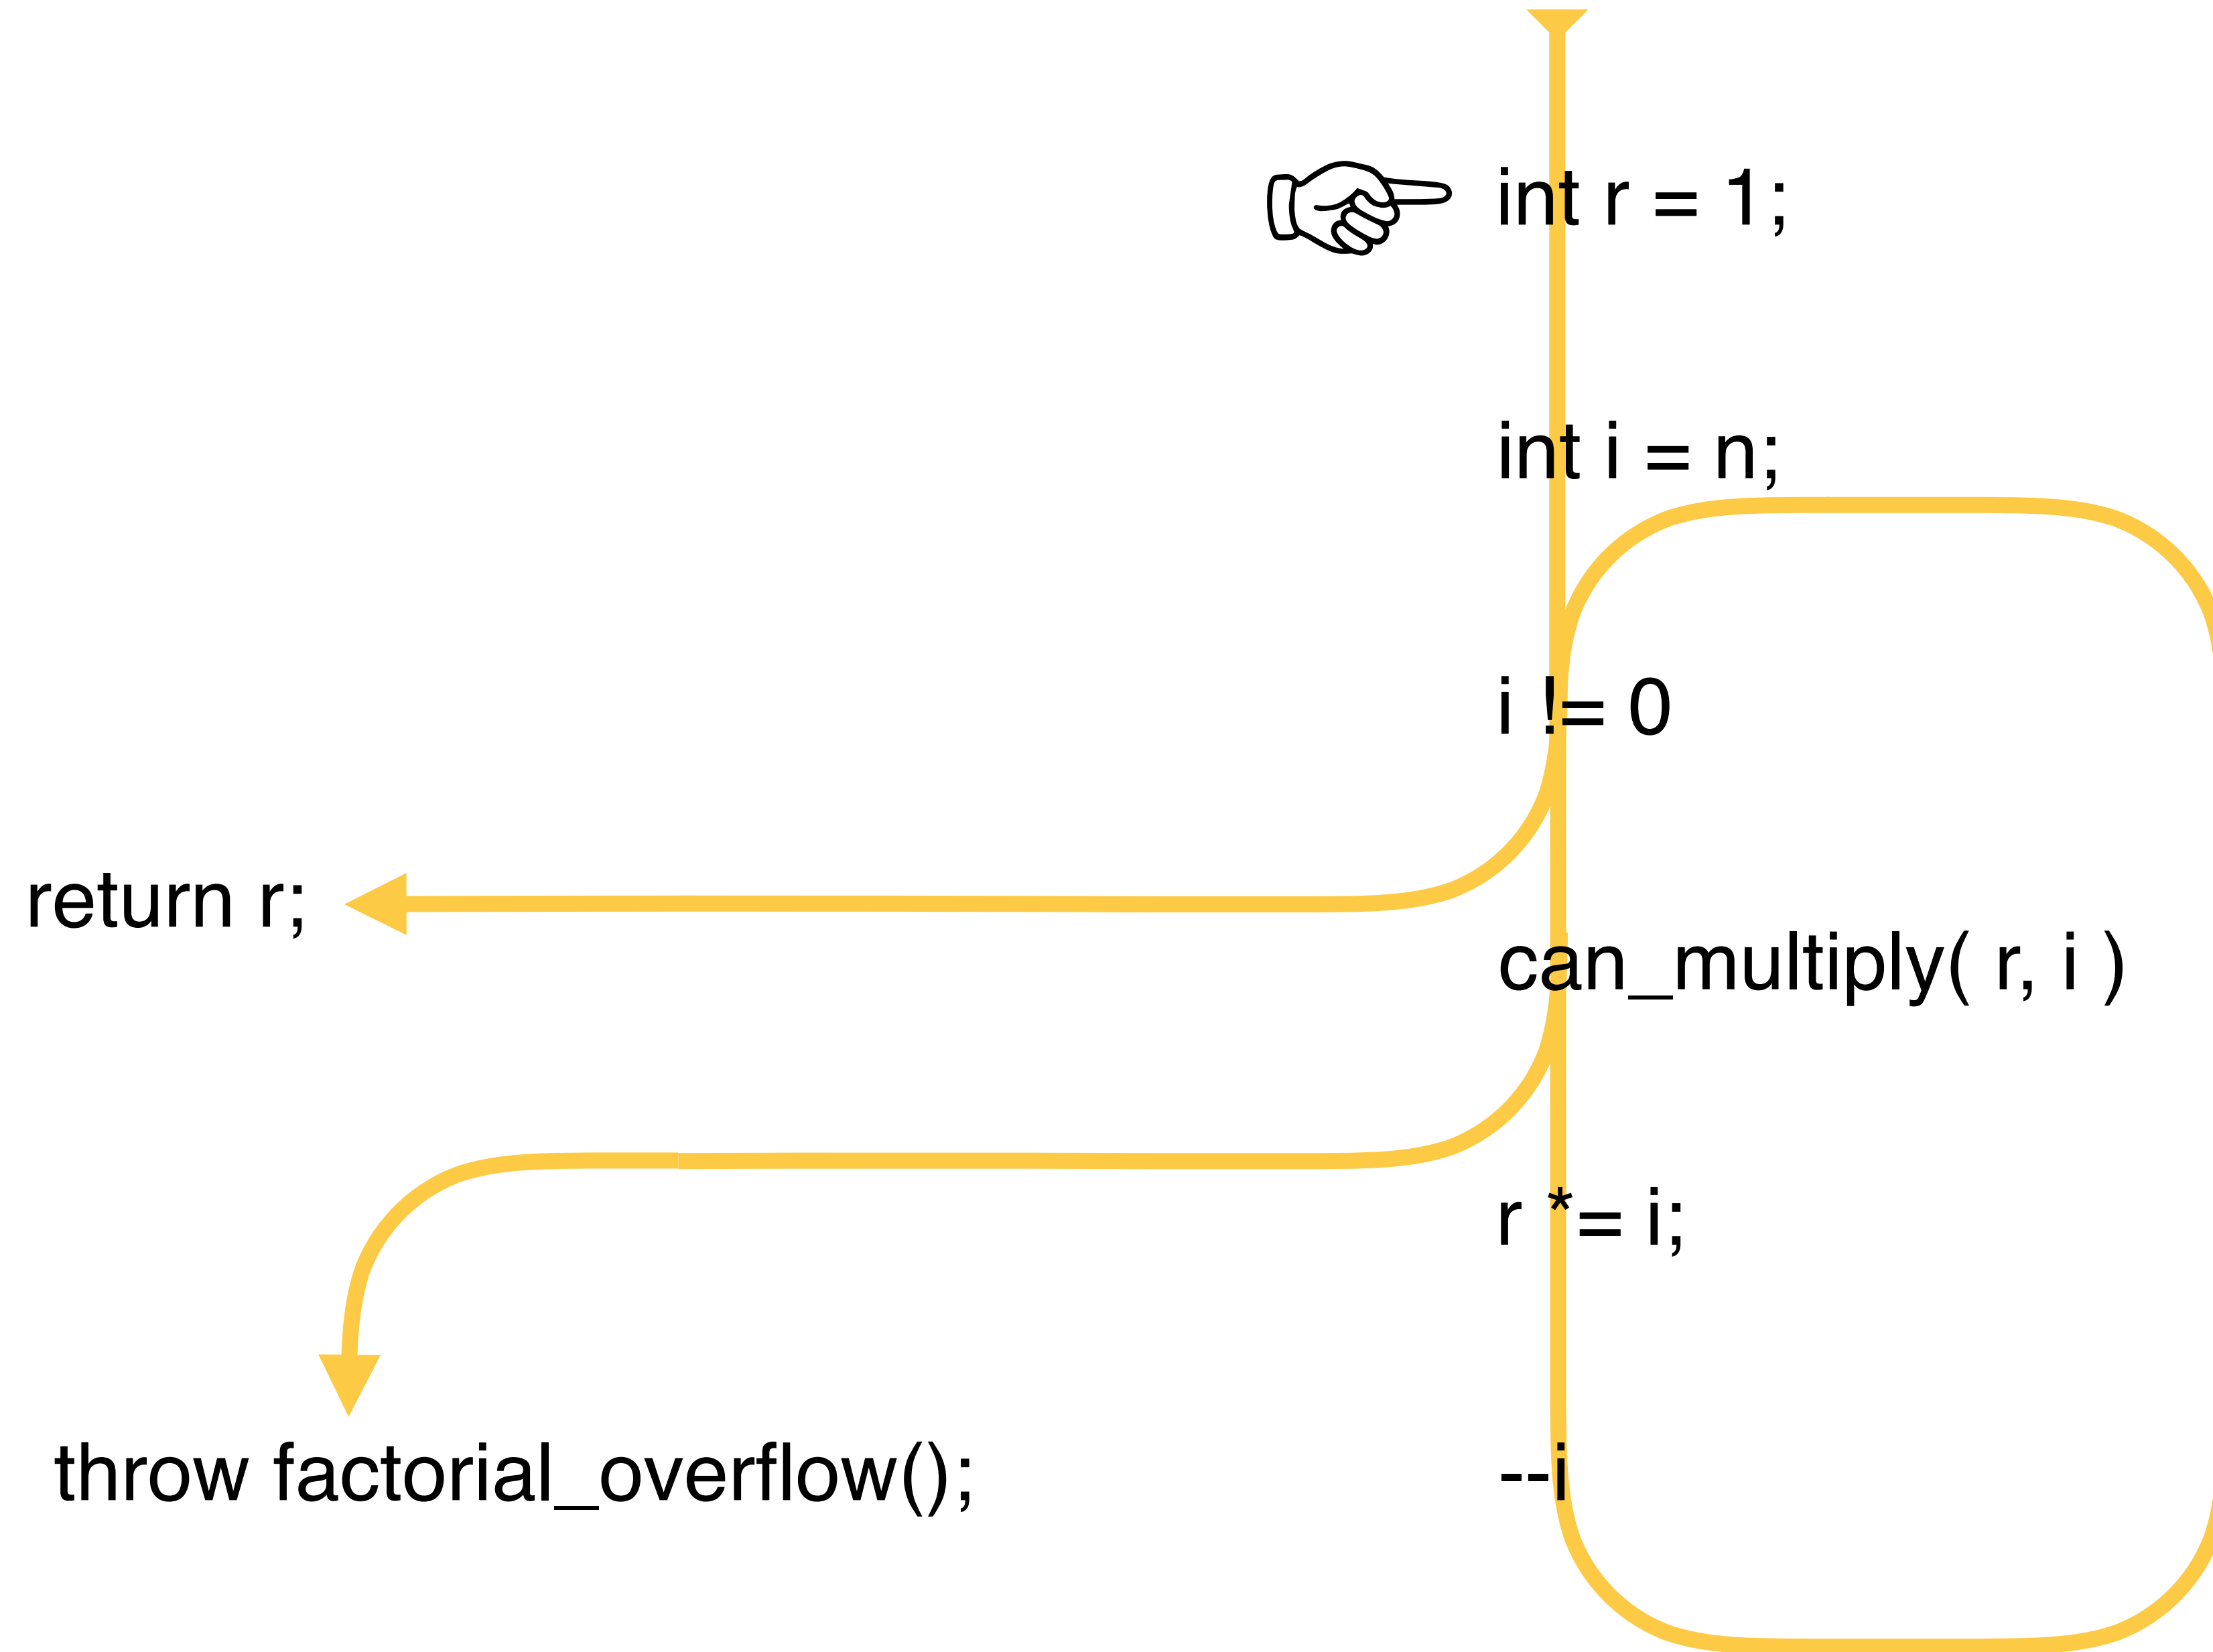 int r = 1;
int i = n;
i != 0
return r;
can_multiply( r, i )
r *= i;
throw factorial_overflow();
--i